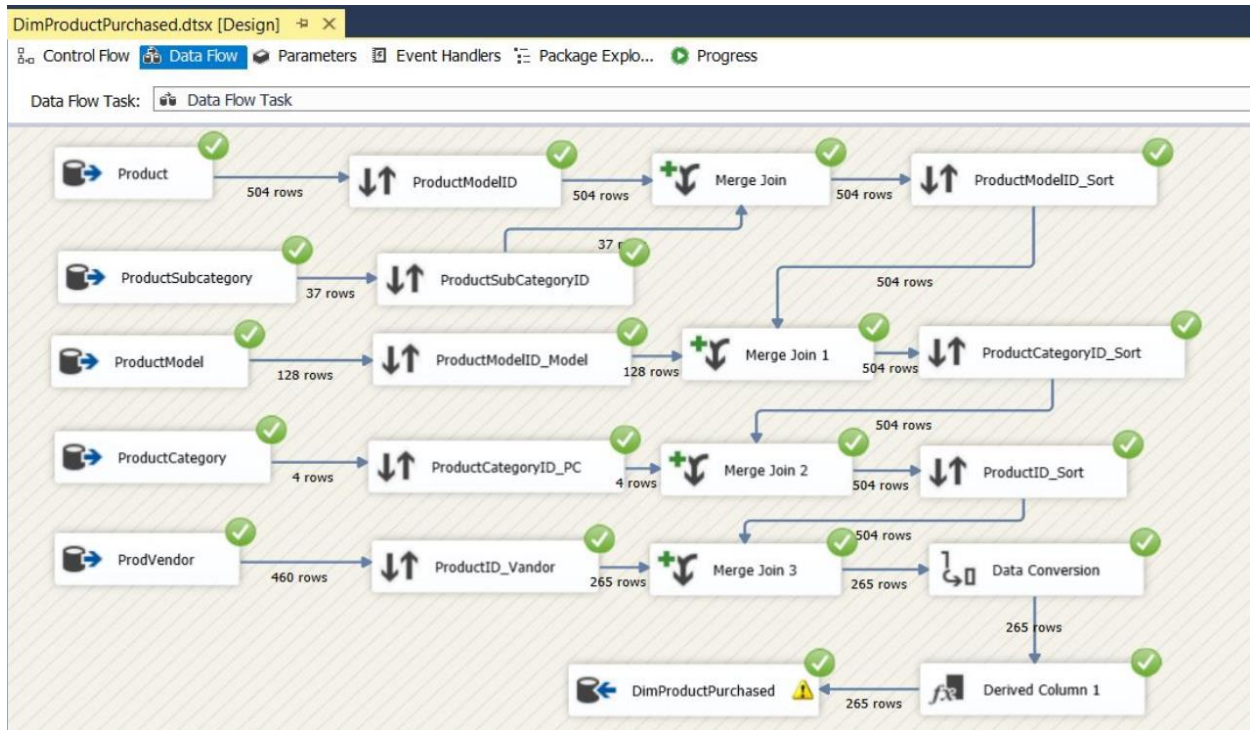 DimProductPurchased.dtsx [Design]
Control Flow Data Flow Parameters Event Handlers Package Explo... Progress
Data Flow Task: Data Flow Task
Product
504 rows
ProductModelID
504 rows
Merge Join
504 rows
ProductModelID_Sort
ProductSubcategory
37 rows
ProductSubCategoryID
37
504 rows
ProductModel
128 rows
ProductModelID_Model
128 rows
Merge Join 1
504 rows
ProductCategoryID_Sort
504 rows
ProductCategory
4 rows
ProductCategoryID_PC
4 rows
Merge Join 2
504 rows
ProductID_Sort
504 rows
ProdVendor
460 rows
ProductID_Vandor
265 rows
Merge Join 3
265 rows
Data Conversion
265 rows
DimProductPurchased
265 rows
Derived Column 1